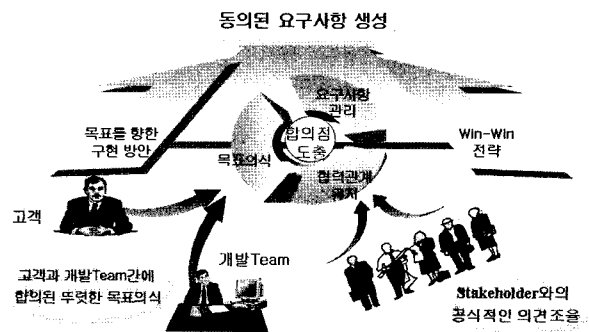 동의된 요구사항 생성
요구사항
관리
목표를 향한
구현 방안
목표의식
합의점
도출
Win-Win
전략
협력관계
유지
고객
개발Team
고객과 개발Team간에
합의된 뚜렷한 목표의식
Stakeholder와의
공식적인 의견조율